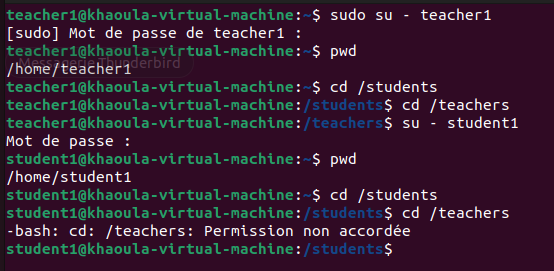 teacher1@khaoula-virtual-machine:~$ sudo su - teacher1
[sudo] Mot de passe de teacher1 :
teacher1@khaoula-virtual-machine:~$ pwd
Messagerie Thunderbird
/home/teacher1
teacher1@khaoula-virtual-machine:~$ cd /students
teacher1@khaoula-virtual-machine:/students$ cd /teachers
teacher1@khaoula-virtual-machine:/teachers$ su - student1
Mot de passe :
student1@khaoula-virtual-machine:~$ pwd
/home/student1
student1@khaoula-virtual-machine:~$ cd /students
student1@khaoula-virtual-machine:/students$ cd /teachers
-bash: cd: /teachers: Permission non accordée
student1@khaoula-virtual-machine:/students$